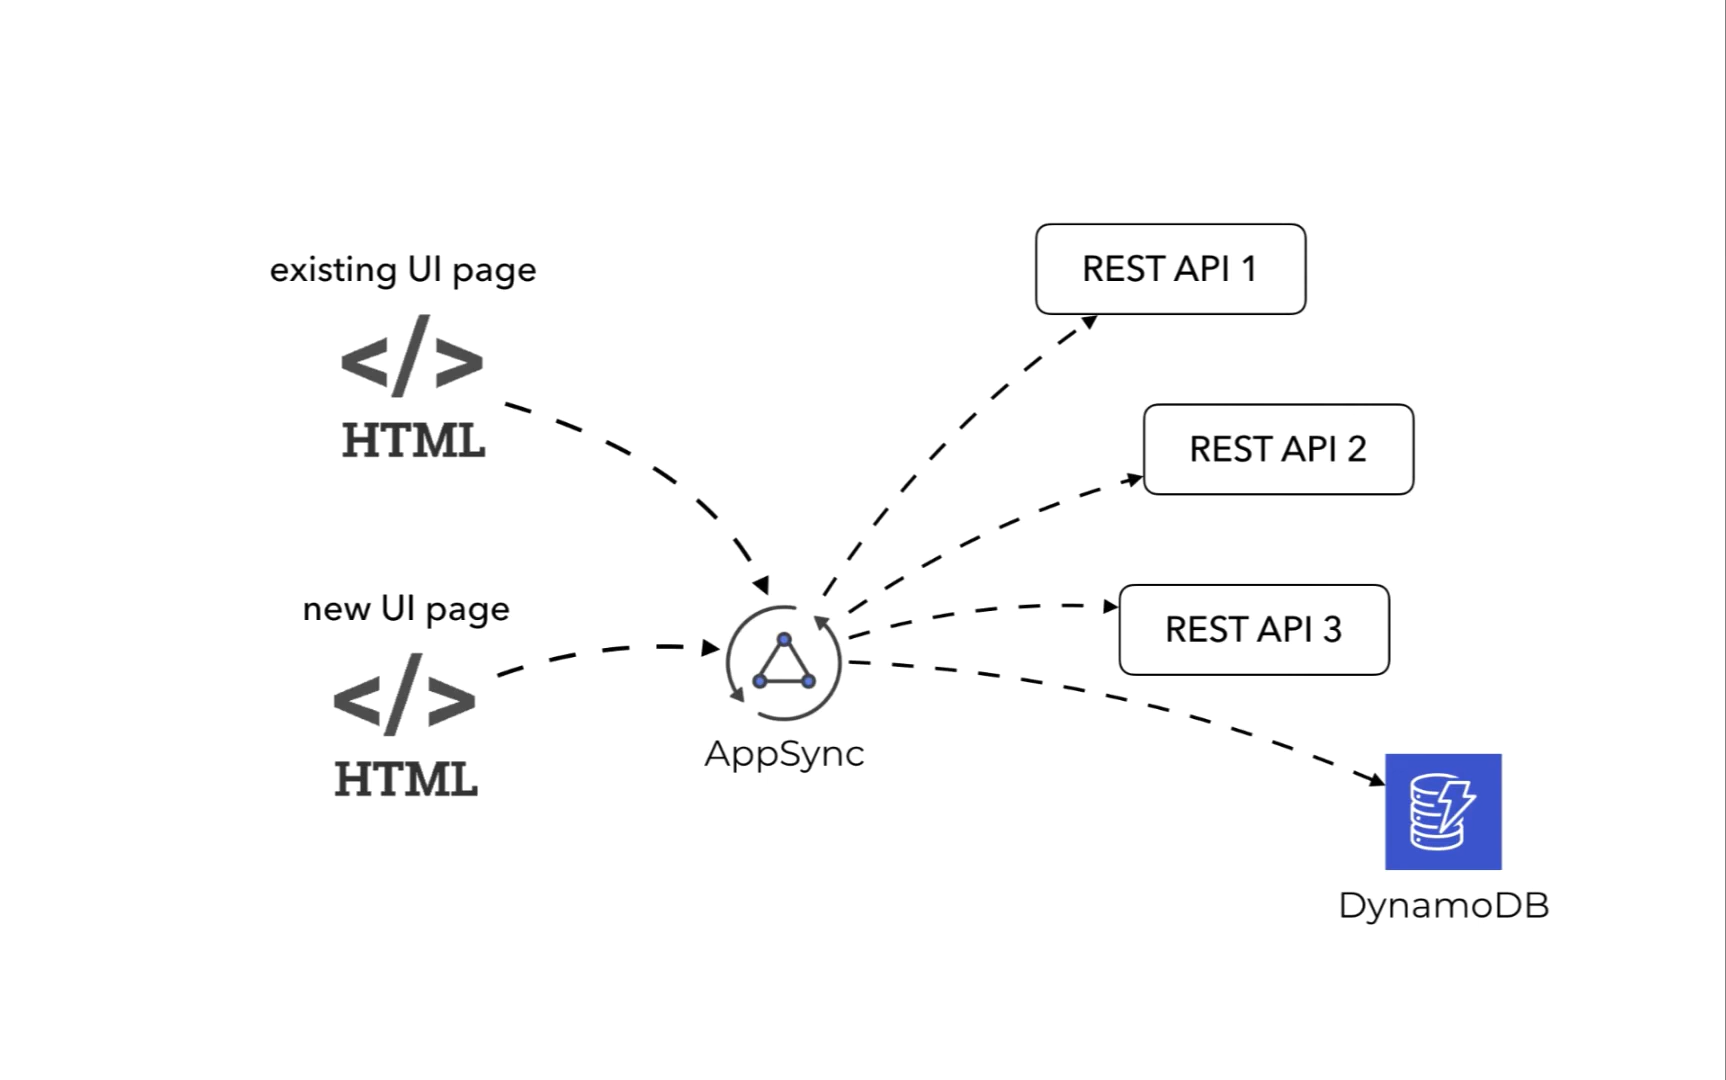 existing UI page
</>
HTML
new UI page
</>
HTML
AppSync
REST API 1
REST API 2
REST API 3
DynamoDB